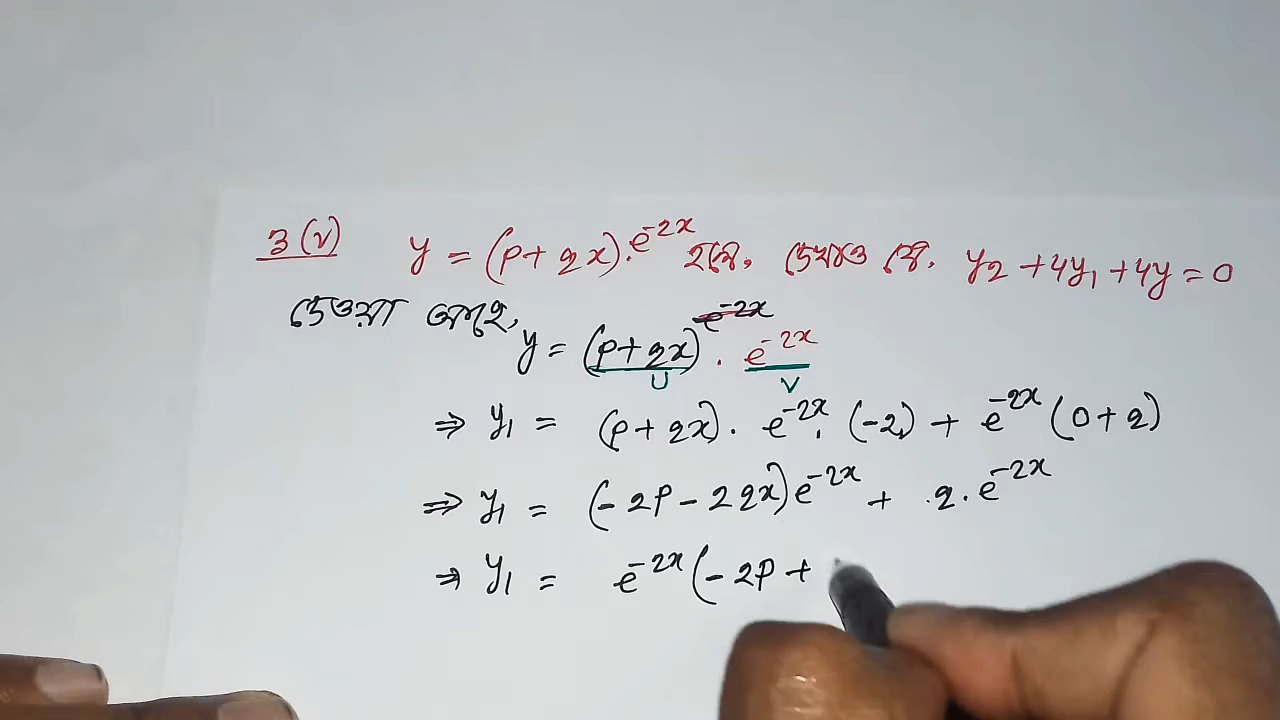 3(v) y = (p + qx).e^{-2x} হলে, দেখাও যে, y₂ + 4y₁ + 4y = 0
দেওয়া আছে,
y = (p + qx) . e^{-2x}
U V
⇒ y₁ = (p + qx) . e^{-2x} . (-2) + e^{-2x} (0 + q)
⇒ y₁ = (-2p - 2qx) e^{-2x} + q . e^{-2x}
⇒ y₁ = e^{-2x} (-2p +